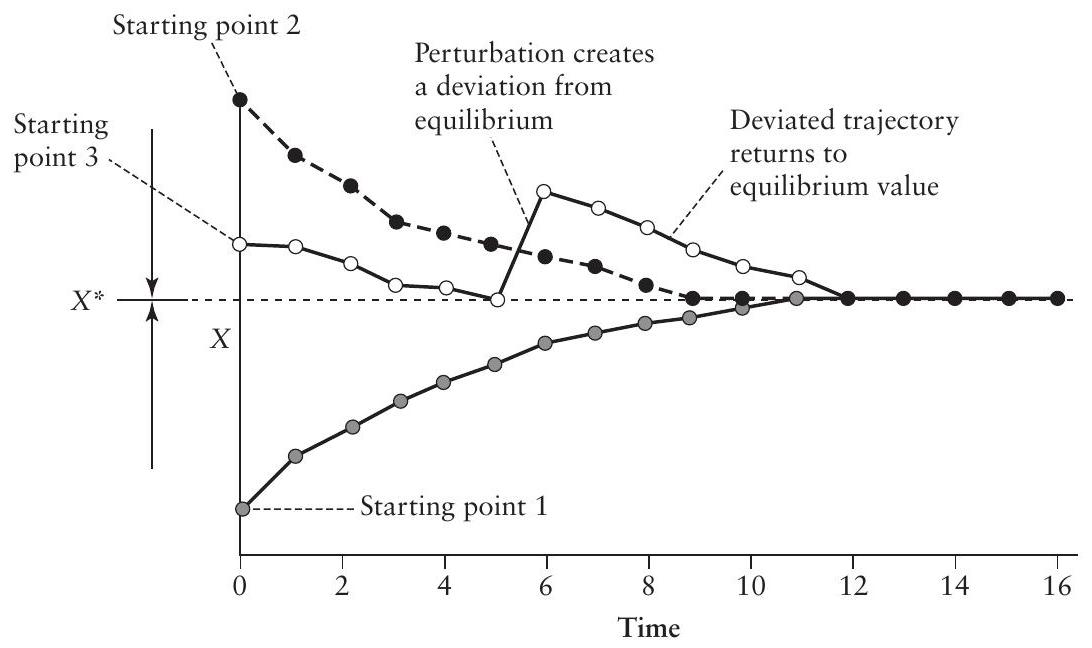 Starting point 2
Perturbation creates
a deviation from
equilibrium
Starting
point 3
Deviated trajectory
returns to
equilibrium value
X*
X
Starting point 1
0 2 4 6 8 10 12 14 16
Time